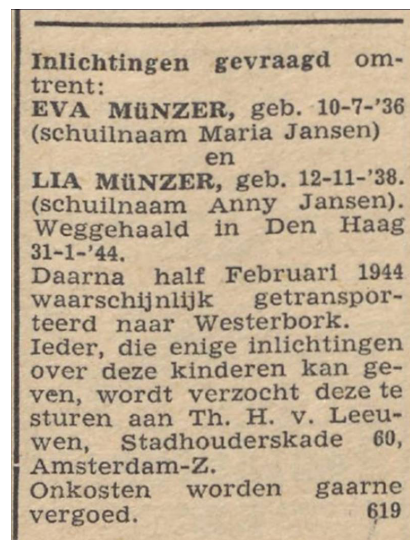 Inlichtingen gevraagd om-
trent:
EVA MüNZER, geb. 10-7-'36
(schuilnaam Maria Jansen)
en
LIA MüNZER, geb. 12-11-'38.
(schuilnaam Anny Jansen).
Weggehaald in Den Haag
31-1-'44.
Daarna half Februari 1944
waarschijnlijk getranspor-
teerd naar Westerbork.
Ieder, die enige inlichtingen
over deze kinderen kan ge-
ven, wordt verzocht deze te
sturen aan Th. H. v. Leeu-
wen, Stadhouderskade 60,
Amsterdam-Z.
Onkosten worden gaarne
vergoed. 619